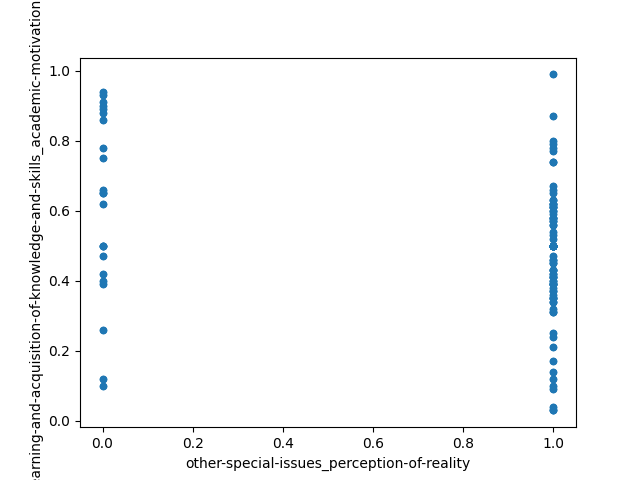 earning-and-acquisition-of-knowledge-and-skills_academic-motivation
1.0
0.8
0.6
0.4
0.2
0.0
0.0 0.2 0.4 0.6 0.8 1.0
other-special-issues_perception-of-reality